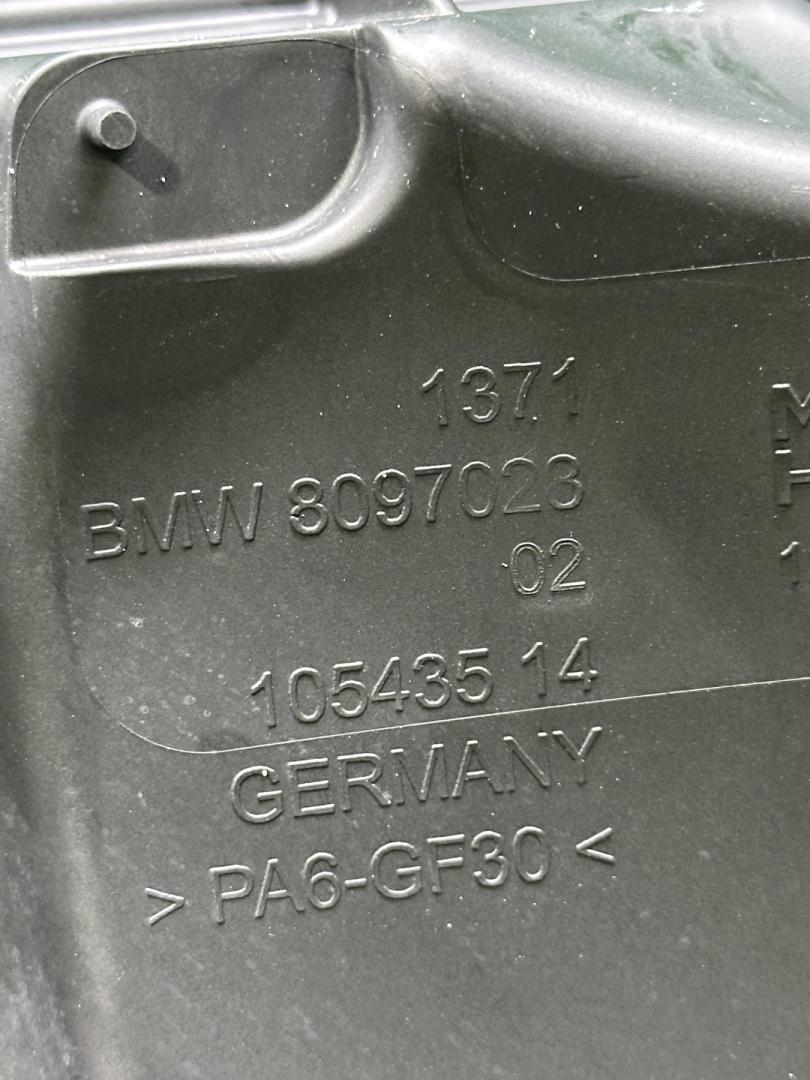 1371
BMW 8097023
02
105435 14
GERMANY
> PA6-GF30 <